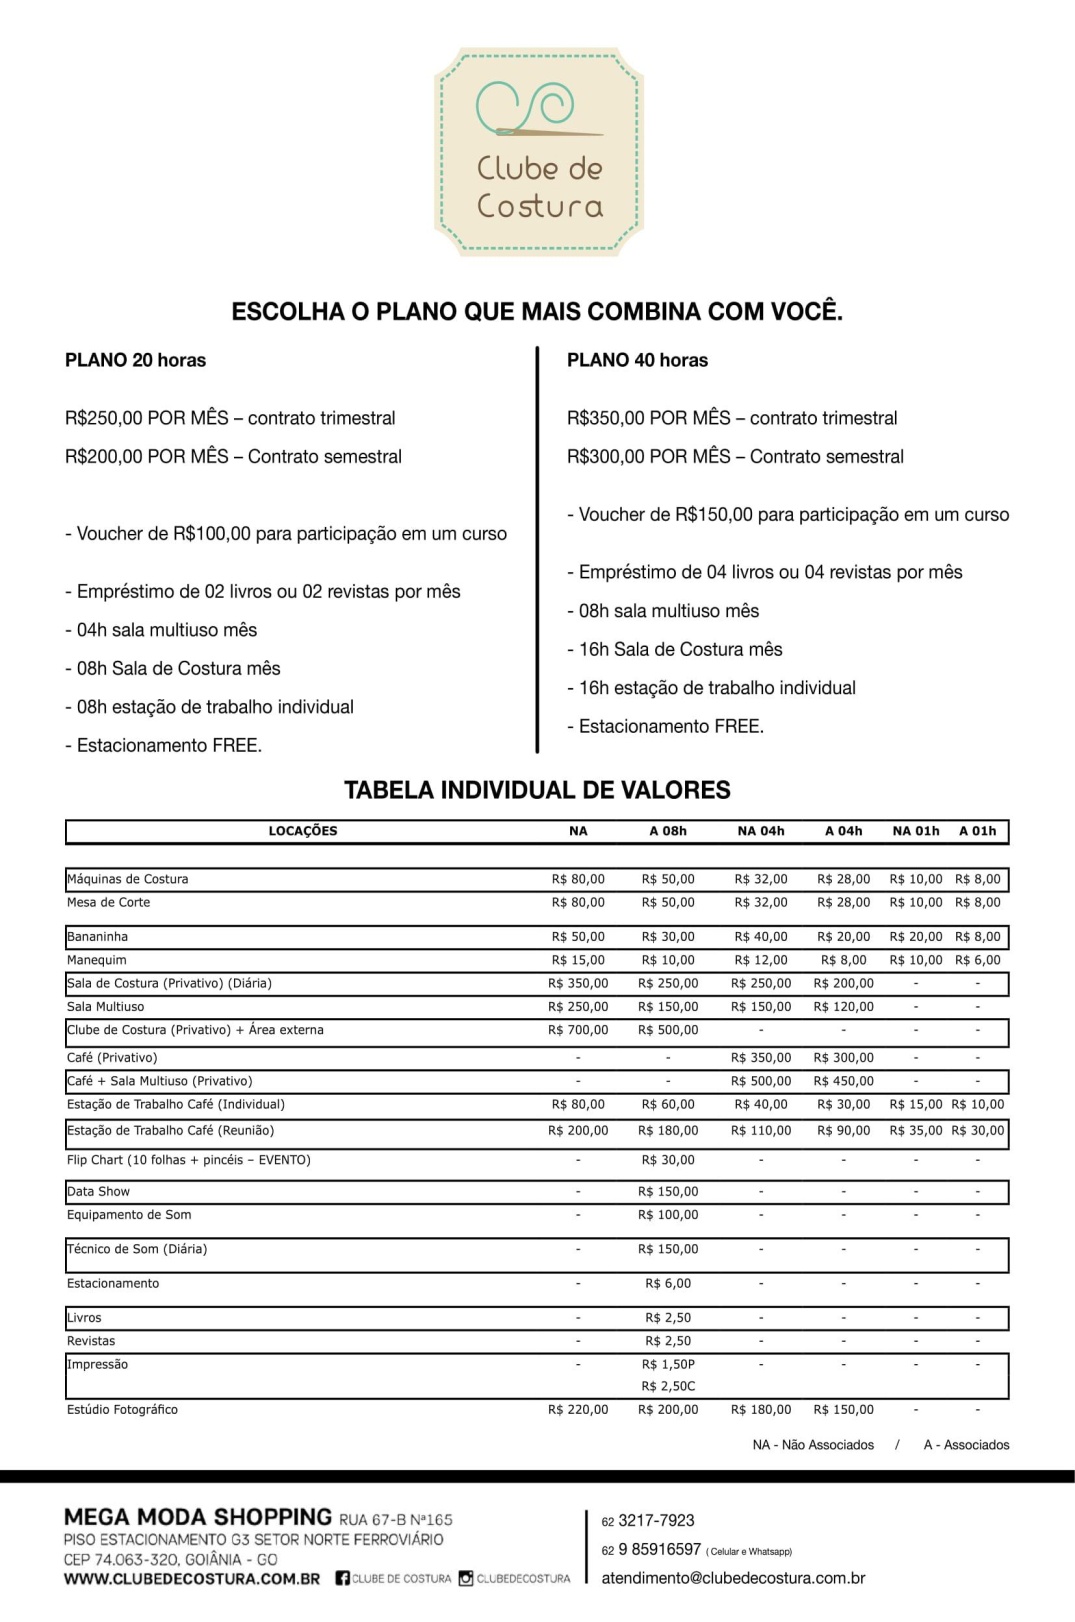 Clube de
Costura
ESCOLHA O PLANO QUE MAIS COMBINA COM VOCÊ.
PLANO 20 horas
R$250,00 POR MÊS – contrato trimestral
R$200,00 POR MÊS – Contrato semestral
- Voucher de R$100,00 para participação em um curso
- Empréstimo de 02 livros ou 02 revistas por mês
- 04h sala multiuso mês
- 08h Sala de Costura mês
- 08h estação de trabalho individual
- Estacionamento FREE.
PLANO 40 horas
R$350,00 POR MÊS – contrato trimestral
R$300,00 POR MÊS – Contrato semestral
- Voucher de R$150,00 para participação em um curso
- Empréstimo de 04 livros ou 04 revistas por mês
- 08h sala multiuso mês
- 16h Sala de Costura mês
- 16h estação de trabalho individual
- Estacionamento FREE.
TABELA INDIVIDUAL DE VALORES
LOCAÇÕES NA A 08h NA 04h A 04h NA 01h A 01h
Máquinas de Costura R$ 80,00 R$ 50,00 R$ 32,00 R$ 28,00 R$ 10,00 R$ 8,00
Mesa de Corte R$ 80,00 R$ 50,00 R$ 32,00 R$ 28,00 R$ 10,00 R$ 8,00
Bananinha R$ 50,00 R$ 30,00 R$ 40,00 R$ 20,00 R$ 20,00 R$ 8,00
Manequim R$ 15,00 R$ 10,00 R$ 12,00 R$ 8,00 R$ 10,00 R$ 6,00
Sala de Costura (Privativo) (Diária) R$ 350,00 R$ 250,00 R$ 250,00 R$ 200,00 - -
Sala Multiuso R$ 250,00 R$ 150,00 R$ 150,00 R$ 120,00 - -
Clube de Costura (Privativo) + Área externa R$ 700,00 R$ 500,00 - - - -
Café (Privativo) - - R$ 350,00 R$ 300,00 - -
Café + Sala Multiuso (Privativo) - - R$ 500,00 R$ 450,00 - -
Estação de Trabalho Café (Individual) R$ 80,00 R$ 60,00 R$ 40,00 R$ 30,00 R$ 15,00 R$ 10,00
Estação de Trabalho Café (Reunião) R$ 200,00 R$ 180,00 R$ 110,00 R$ 90,00 R$ 35,00 R$ 30,00
Flip Chart (10 folhas + pincéis – EVENTO) - R$ 30,00 - - - -
Data Show - R$ 150,00 - - - -
Equipamento de Som - R$ 100,00 - - - -
Técnico de Som (Diária) - R$ 150,00 - - - -
Estacionamento - R$ 6,00 - - - -
Livros - R$ 2,50 - - - -
Revistas - R$ 2,50 - - - -
Impressão - R$ 1,50P - - - -
R$ 2,50C
Estúdio Fotográfico R$ 220,00 R$ 200,00 R$ 180,00 R$ 150,00 - -
NA - Não Associados / A - Associados
MEGA MODA SHOPPING RUA 67-B Nª165
PISO ESTACIONAMENTO G3 SETOR NORTE FERROVIÁRIO
CEP 74.063-320, GOIÂNIA - GO
WWW.CLUBEDECOSTURA.COM.BR CLUBE DE COSTURA CLUBEDECOSTURA
62 3217-7923
62 9 85916597 ( Celular e Whatsapp)
atendimento@clubedecostura.com.br